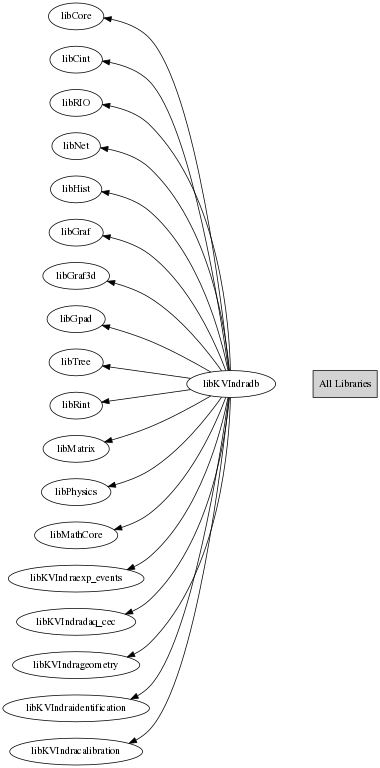 libCore
libCint
libRIO
libNet
libHist
libGraf
libGraf3d
libGpad
libTree
libKVIndradb
All Libraries
libRint
libMatrix
libPhysics
libMathCore
libKVIndraexp_events
libKVIndradaq_cec
libKVIndrageometry
libKVIndraidentification
libKVIndracalibration